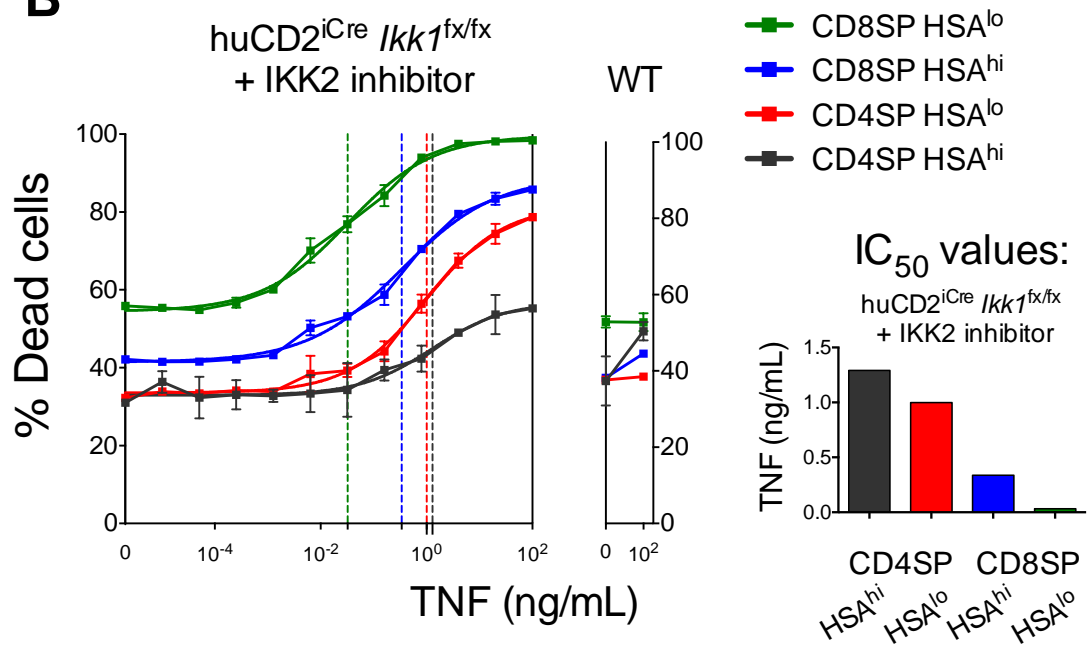 B
huCD2iCre Ikk1fx/fx
+ IKK2 inhibitor
WT
CD8SP HSAlo
CD8SP HSAhi
CD4SP HSAlo
CD4SP HSAhi
% Dead cells
100
80
60
40
20
0
0 10-4 10-2 100 102
100
80
60
40
20
0
0 102
TNF (ng/mL)
IC50 values:
huCD2iCre Ikk1fx/fx
+ IKK2 inhibitor
TNF (ng/mL)
1.5
1.0
0.5
0.0
CD4SP CD8SP
HSAhi HSAlo HSAhi HSAlo